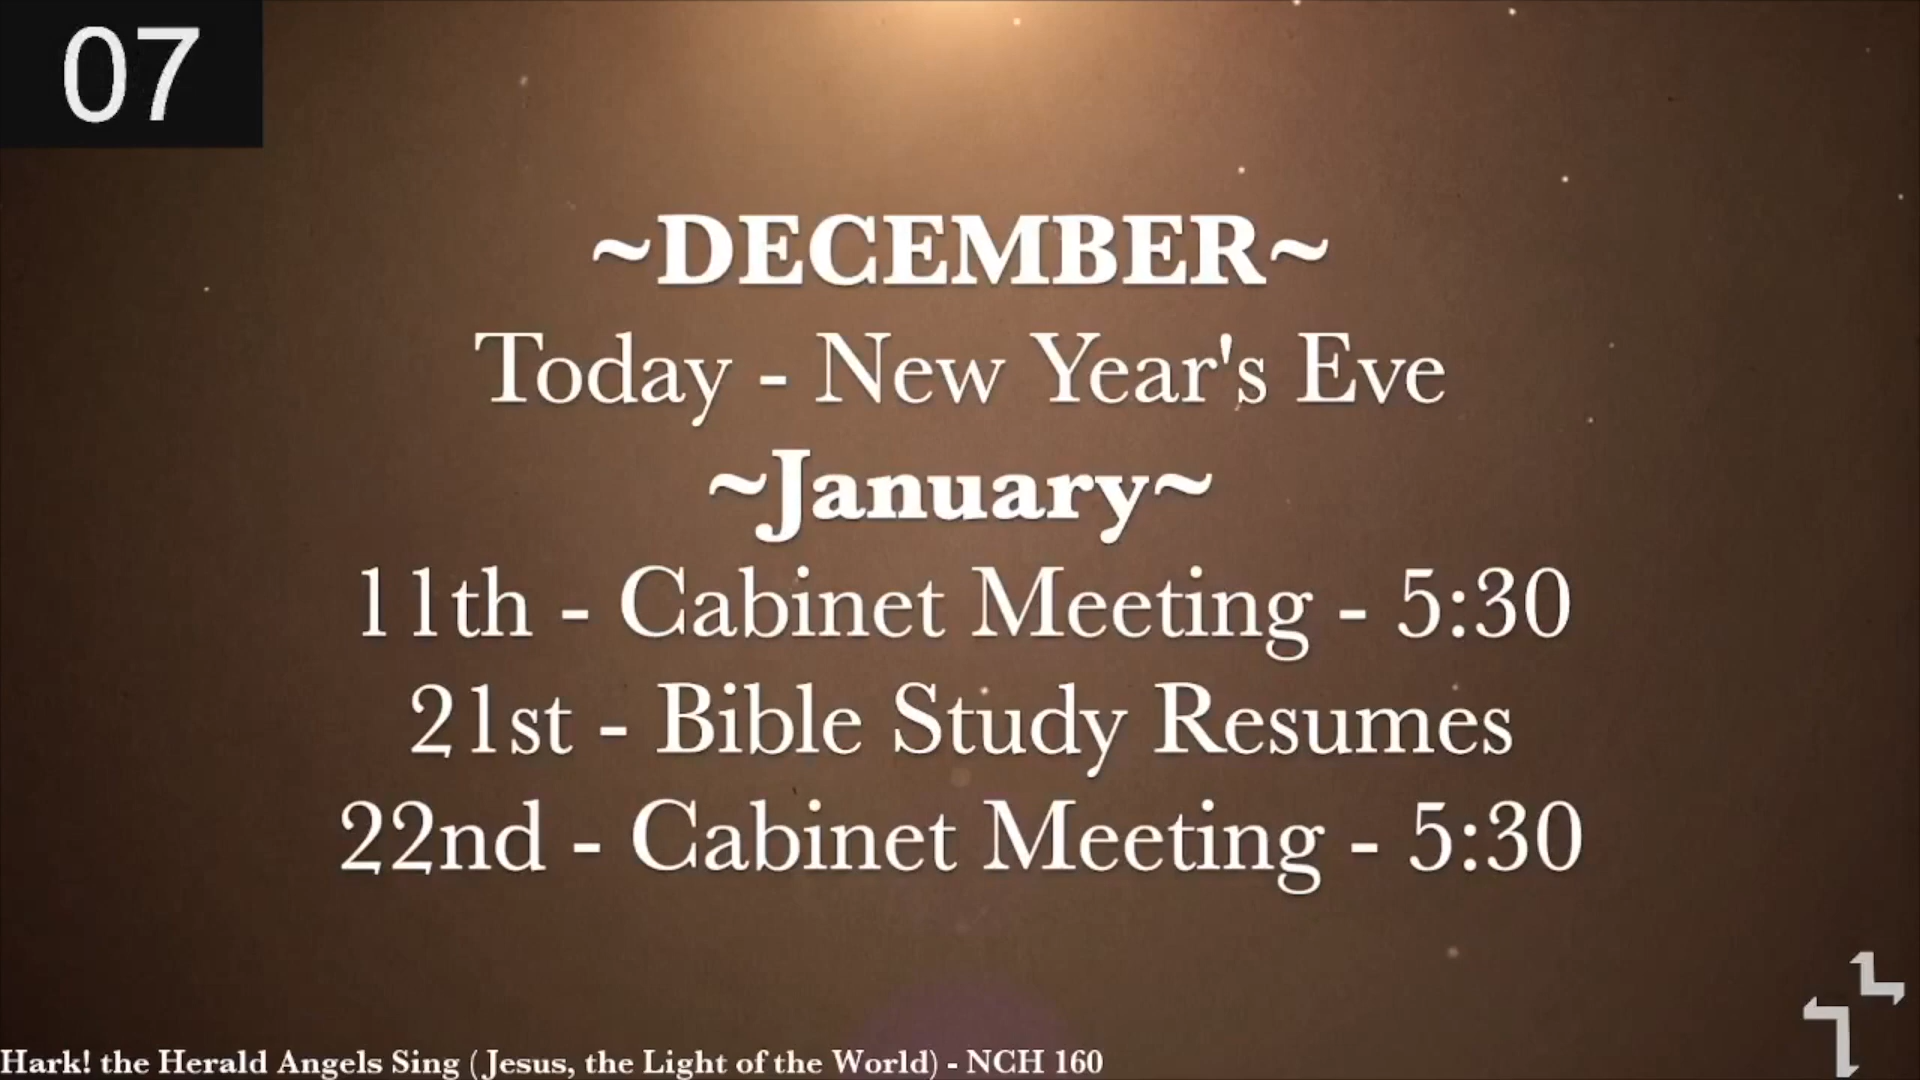 07
~DECEMBER~
Today - New Year's Eve
~January~
11th - Cabinet Meeting - 5:30
21st - Bible Study Resumes
22nd - Cabinet Meeting - 5:30
Hark! the Herald Angels Sing (Jesus, the Light of the World) - NCH 160